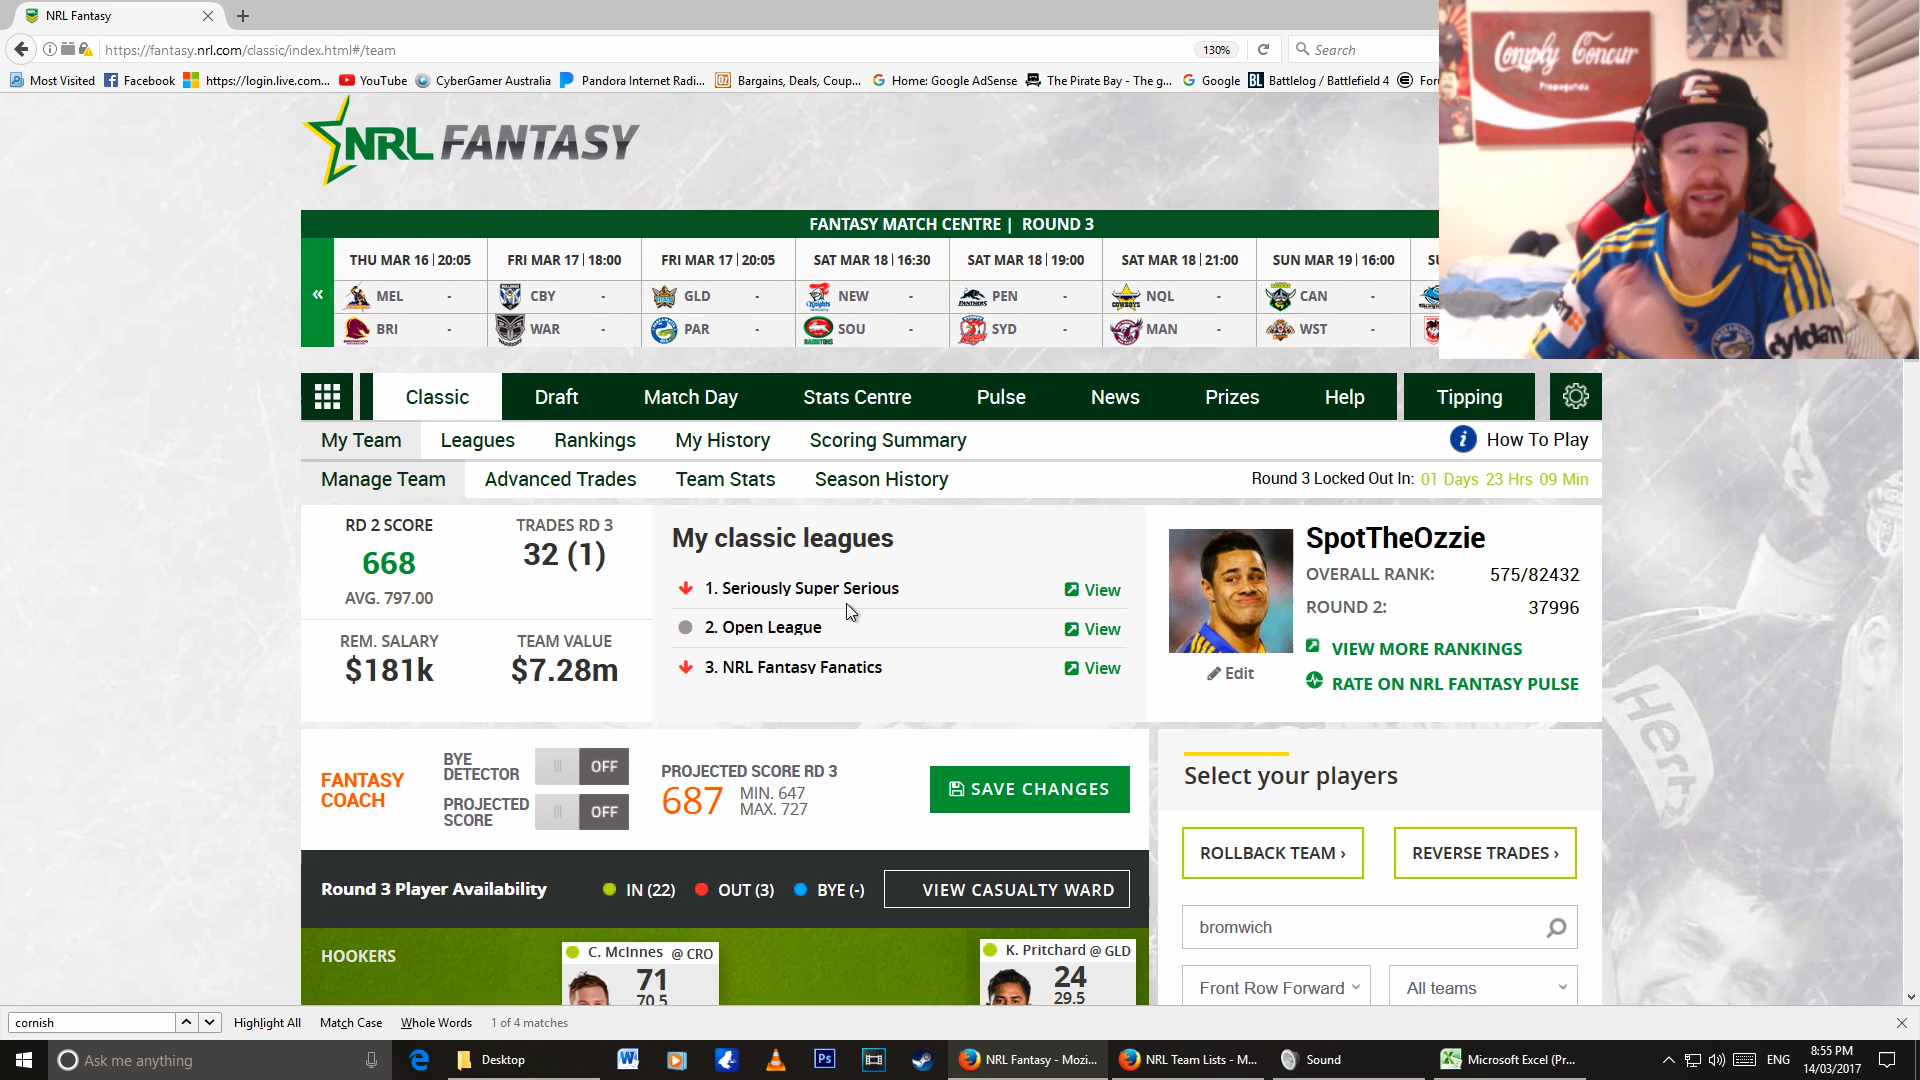 NRL Fantasy
https://fantasy.nrl.com/classic/index.html#/team
130%
Search
Most Visited
Facebook
https://login.live.com...
YouTube
CyberGamer Australia
Pandora Internet Radi...
Bargains, Deals, Coup...
Home: Google AdSense
The Pirate Bay - The g...
Google
Battlelog / Battlefield 4
For
Comply Concur
Propaganda
NRL FANTASY
FANTASY MATCH CENTRE | ROUND 3
THU MAR 16 | 20:05
FRI MAR 17 | 18:00
FRI MAR 17 | 20:05
SAT MAR 18 | 16:30
SAT MAR 18 | 19:00
SAT MAR 18 | 21:00
SUN MAR 19 | 16:00
«
MEL -
CBY -
GLD -
NEW -
PEN -
NQL -
CAN -
BRI -
WAR -
PAR -
SOU -
SYD -
MAN -
WST -
dyldan
Classic
Draft
Match Day
Stats Centre
Pulse
News
Prizes
Help
Tipping
My Team
Leagues
Rankings
My History
Scoring Summary
How To Play
Manage Team
Advanced Trades
Team Stats
Season History
Round 3 Locked Out In: 01 Days 23 Hrs 09 Min
RD 2 SCORE
668
AVG. 797.00
TRADES RD 3
32 (1)
REM. SALARY
$181k
TEAM VALUE
$7.28m
My classic leagues
1. Seriously Super Serious View
2. Open League View
3. NRL Fantasy Fanatics View
SpotTheOzzie
OVERALL RANK: 575/82432
ROUND 2: 37996
Edit
VIEW MORE RANKINGS
RATE ON NRL FANTASY PULSE
FANTASY
COACH
BYE
DETECTOR
OFF
PROJECTED
SCORE
OFF
PROJECTED SCORE RD 3
687
MIN. 647
MAX. 727
SAVE CHANGES
Select your players
ROLLBACK TEAM ›
REVERSE TRADES ›
bromwich
Front Row Forward
All teams
Round 3 Player Availability
IN (22)
OUT (3)
BYE (-)
VIEW CASUALTY WARD
HOOKERS
C. McInnes @ CRO
71
70.5
K. Pritchard @ GLD
24
29.5
cornish
Highlight All
Match Case
Whole Words
1 of 4 matches
Ask me anything
Desktop
NRL Fantasy - Mozi...
NRL Team Lists - M...
Sound
Microsoft Excel (Pr...
ENG
8:55 PM
14/03/2017